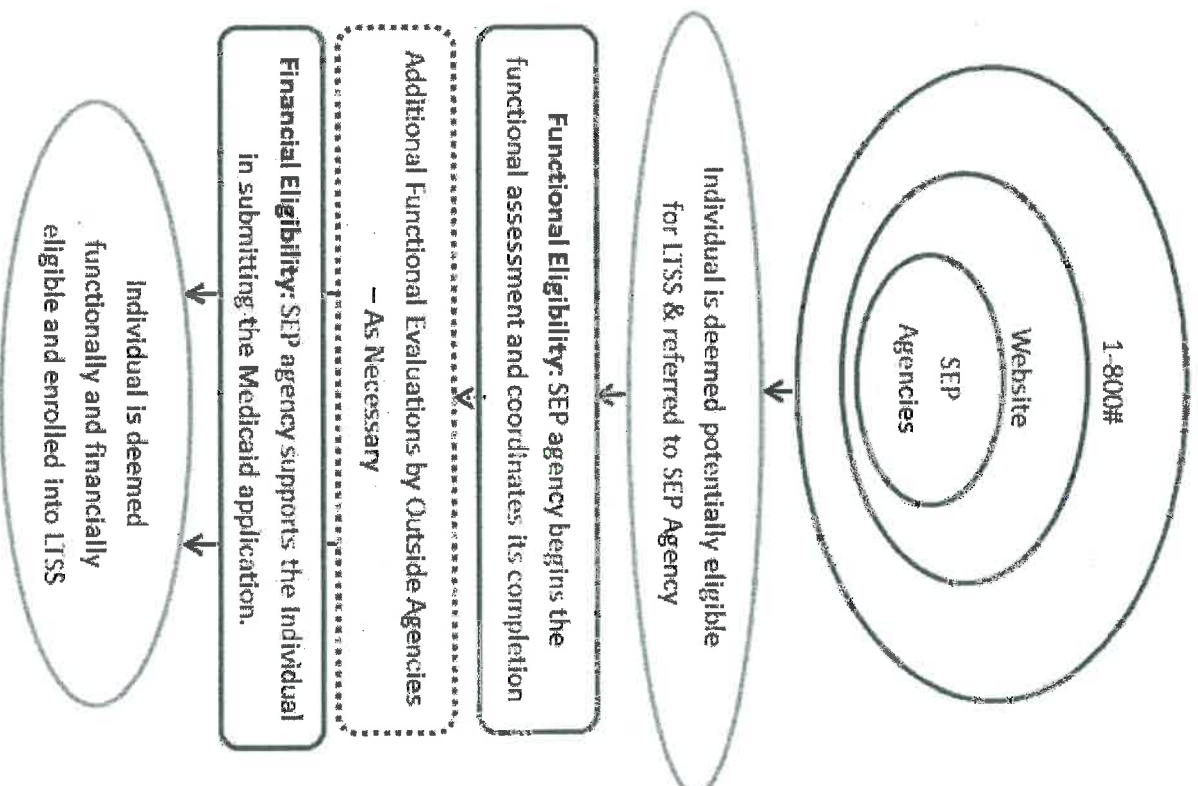 1-800#
Website
SEP
Agencies
Individual is deemed potentially eligible
for LTSS & referred to SEP Agency
Functional Eligibility: SEP agency begins the
functional assessment and coordinates its completion
Additional Functional Evaluations by Outside Agencies
– As Necessary
Financial Eligibility: SEP agency supports the Individual
in submitting the Medicaid application.
Individual is deemed
functionally and financially
eligible and enrolled into LTSS